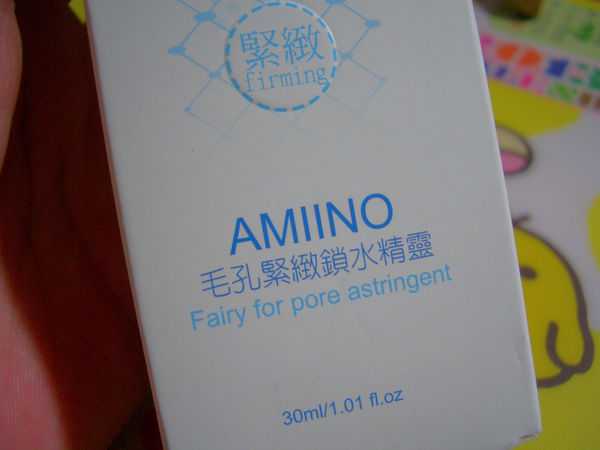 緊緻
firming
AMIINO
毛孔緊緻鎖水精靈
Fairy for pore astringent
30ml/1.01 fl.oz